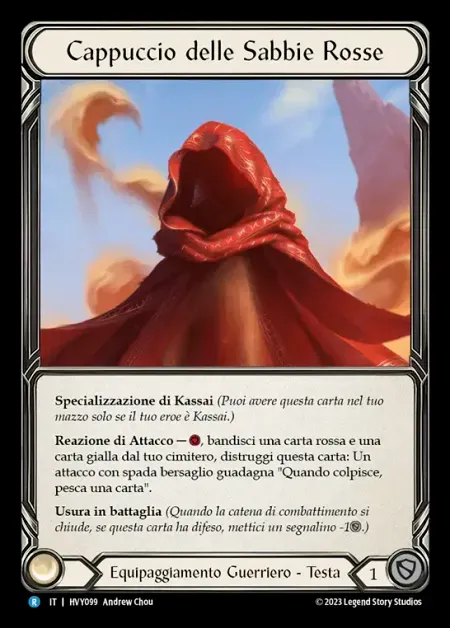 Cappuccio delle Sabbie Rosse
Specializzazione di Kassai (Puoi avere questa carta nel tuo
mazzo solo se il tuo eroe è Kassai.)
Reazione di Attacco — , bandisci una carta rossa e una
carta gialla dal tuo cimitero, distruggi questa carta: Un
attacco con spada bersaglio guadagna "Quando colpisce,
pesca una carta".
Usura in battaglia (Quando la catena di combattimento si
chiude, se questa carta ha difeso, mettici un segnalino -1.)
Equipaggiamento Guerriero - Testa
1
R IT | HVY099 Andrew Chou
© 2023 Legend Story Studios